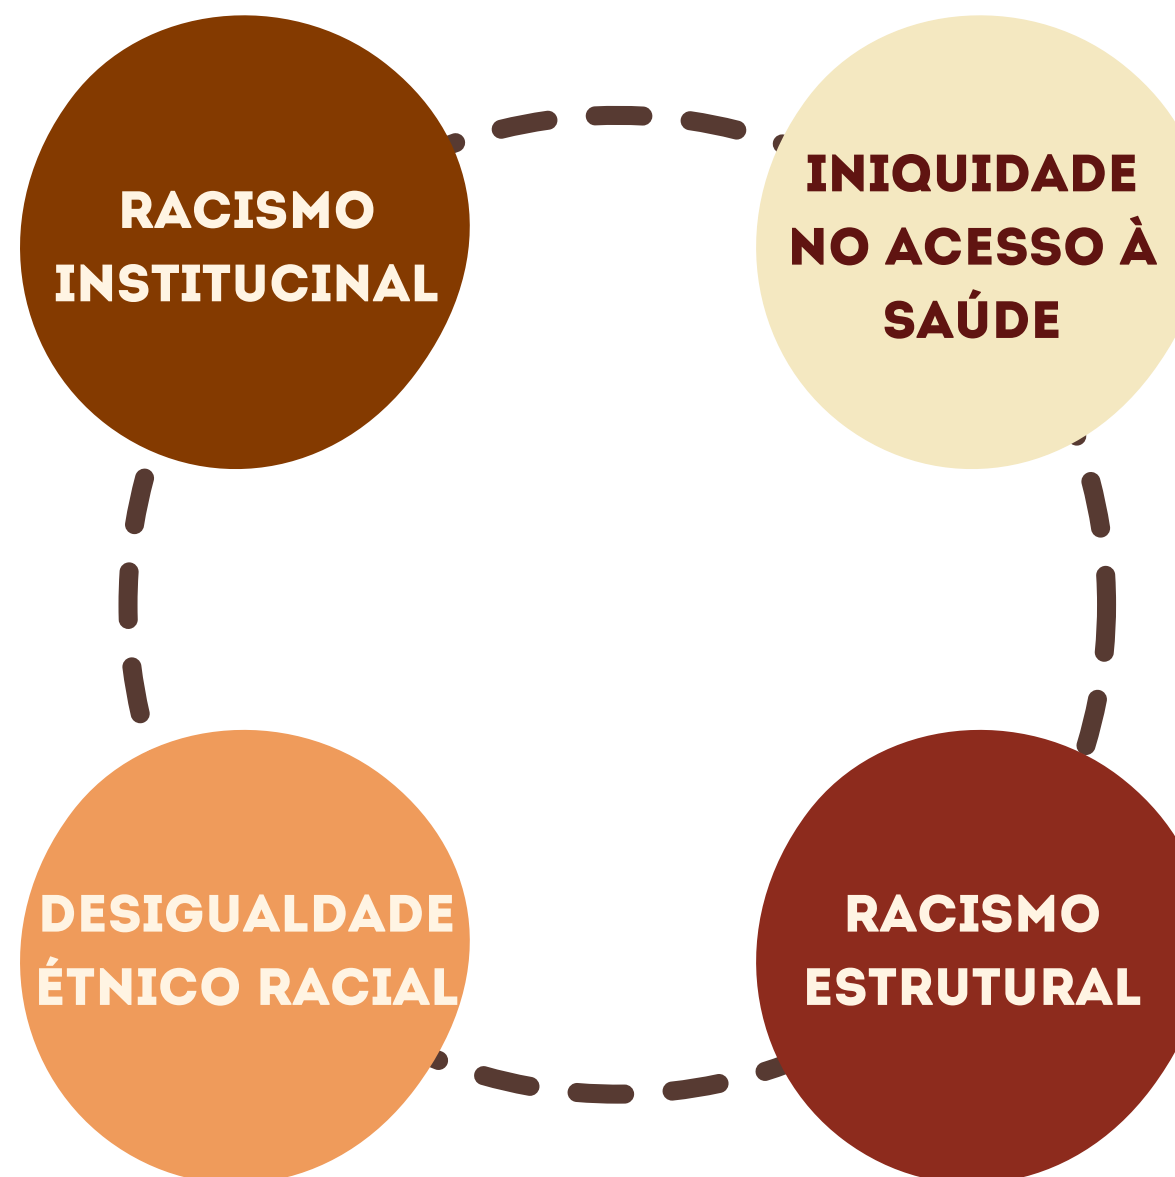 RACISMO
INSTITUCINAL
INIQUIDADE
NO ACESSO À
SAÚDE
DESIGUALDADE
ÉTNICO RACIAL
RACISMO
ESTRUTURAL